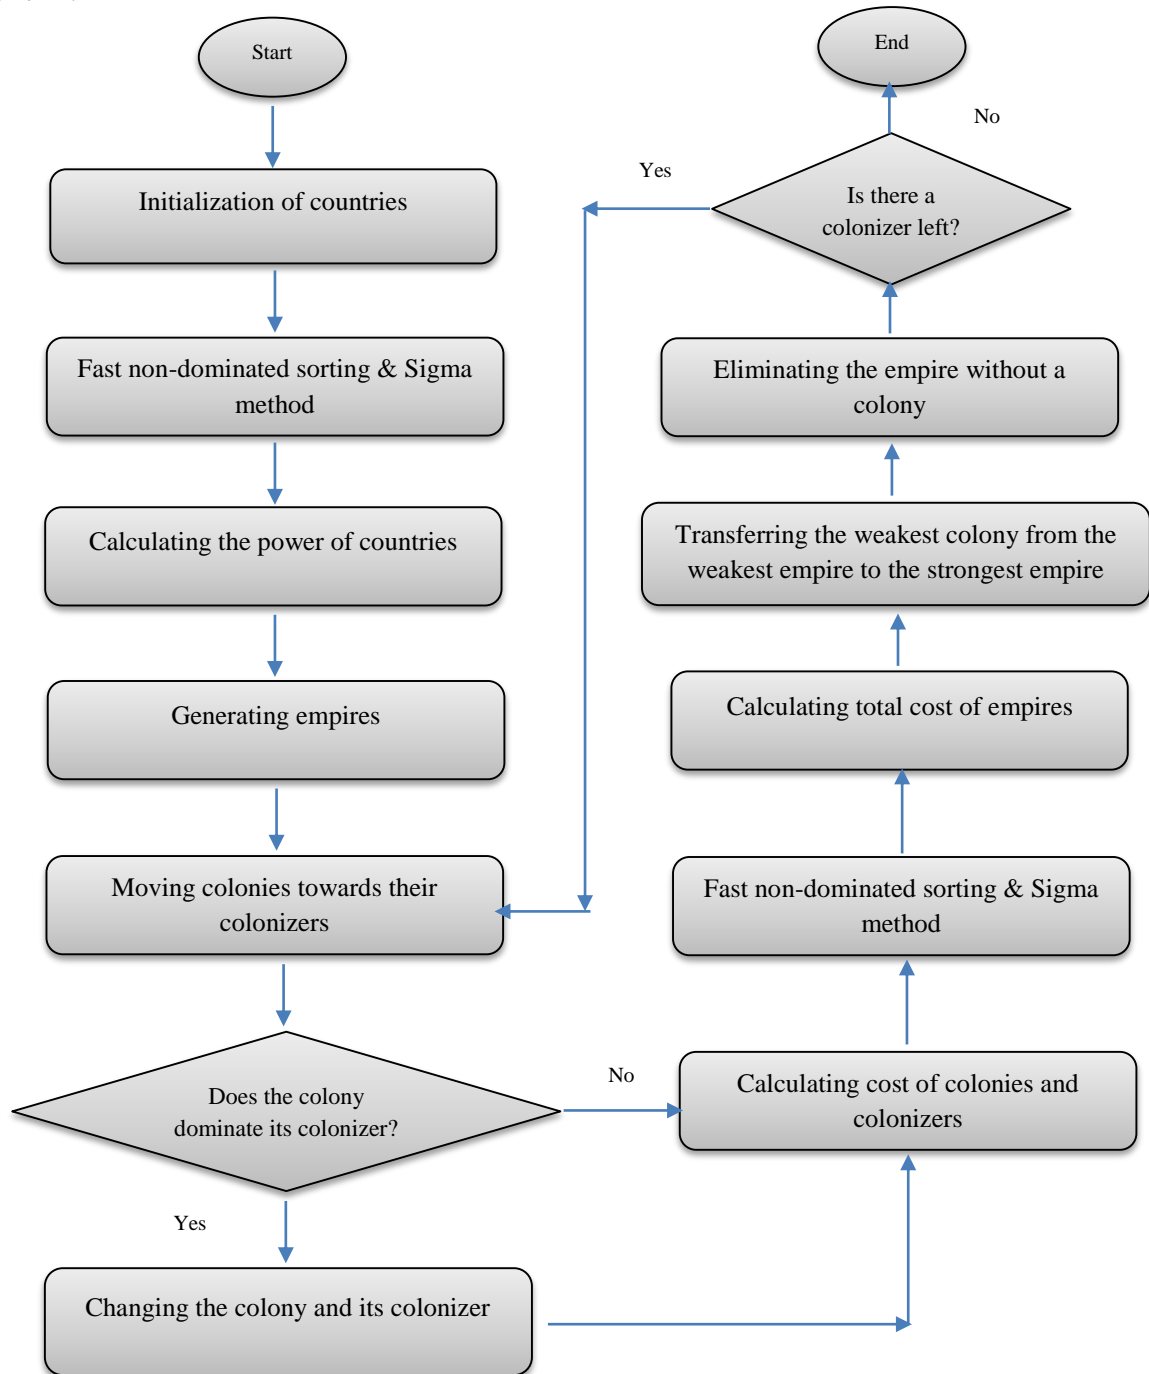 Start
Initialization of countries
Fast non-dominated sorting & Sigma
method
Calculating the power of countries
Generating empires
Moving colonies towards their
colonizers
Does the colony
dominate its colonizer?
Yes
No
Changing the colony and its colonizer
Calculating cost of colonies and
colonizers
Fast non-dominated sorting & Sigma
method
Calculating total cost of empires
Transferring the weakest colony from the
weakest empire to the strongest empire
Eliminating the empire without a
colony
Is there a
colonizer left?
Yes
No
End